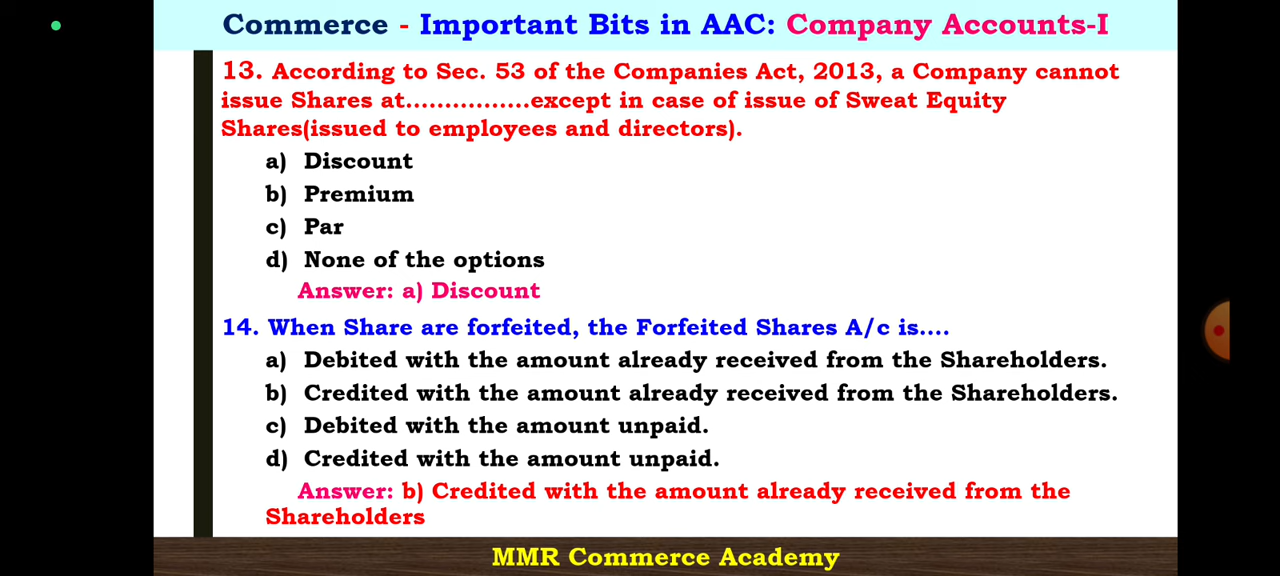 Commerce - Important Bits in AAC: Company Accounts-I
13. According to Sec. 53 of the Companies Act, 2013, a Company cannot
issue Shares at................except in case of issue of Sweat Equity
Shares(issued to employees and directors).
a) Discount
b) Premium
c) Par
d) None of the options
Answer: a) Discount
14. When Share are forfeited, the Forfeited Shares A/c is....
a) Debited with the amount already received from the Shareholders.
b) Credited with the amount already received from the Shareholders.
c) Debited with the amount unpaid.
d) Credited with the amount unpaid.
Answer: b) Credited with the amount already received from the
Shareholders
MMR Commerce Academy